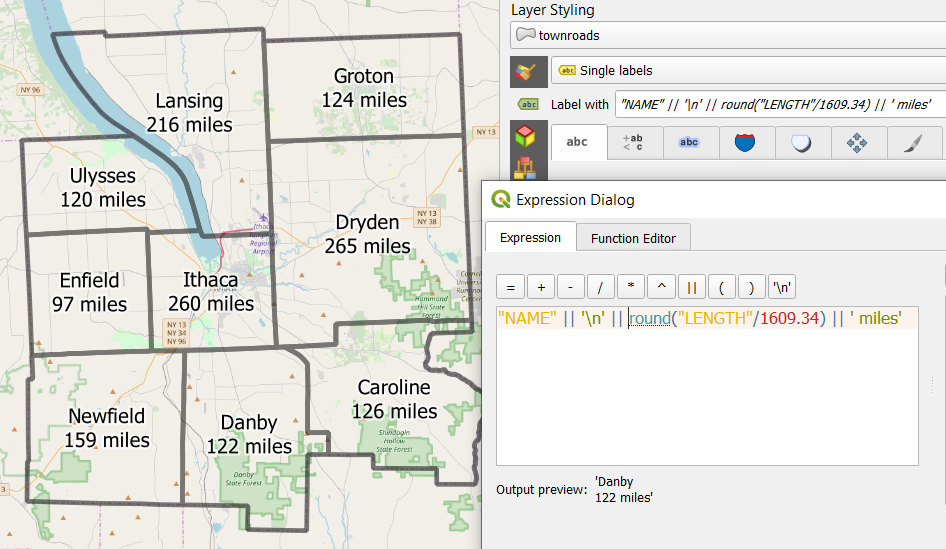 NY 96
Lansing
216 miles
Groton
124 miles
NY 13
Ulysses
120 miles
Dryden
265 miles
NY 13
NY 38
Ithaca
Tompkins
Regional
Airport
Enfield
97 miles
Ithaca
260 miles
Hammond
Hill State
Forest
NY 13
NY 34
NY 96
Caroline
126 miles
Newfield
159 miles
Danby
122 miles
Shindagin
Hollow
State Forest
Danby
State Forest
Layer Styling
townroads
abc
Single labels
abc
Label with
"NAME" || '\n' || round("LENGTH"/1609.34) || ' miles'
abc
+ab
< c
abc
Expression Dialog
Expression
Function Editor
=
+
-
/
*
^
||
(
)
'\n'
"NAME" || '\n' || round("LENGTH"/1609.34) || ' miles'
Output preview:
'Danby
122 miles'